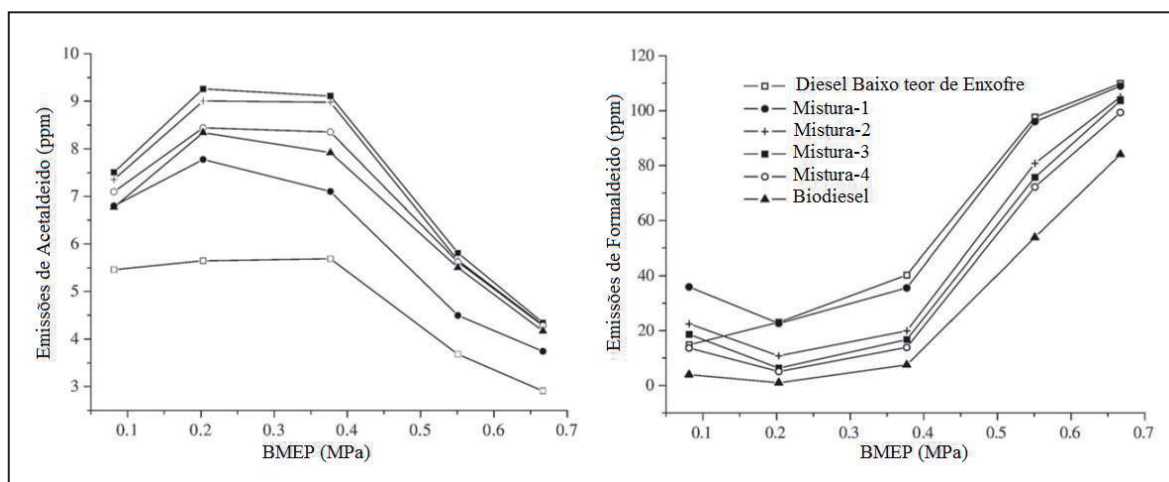 Emissões de Acetaldeido (ppm)
10
9
8
7
6
5
4
3
0.1 0.2 0.3 0.4 0.5 0.6 0.7
BMEP (MPa)
Emissões de Formaldeido (ppm)
120
100
80
60
40
20
0
0.1 0.2 0.3 0.4 0.5 0.6 0.7
BMEP (MPa)
Diesel Baixo teor de Enxofre
Mistura-1
Mistura-2
Mistura-3
Mistura-4
Biodiesel